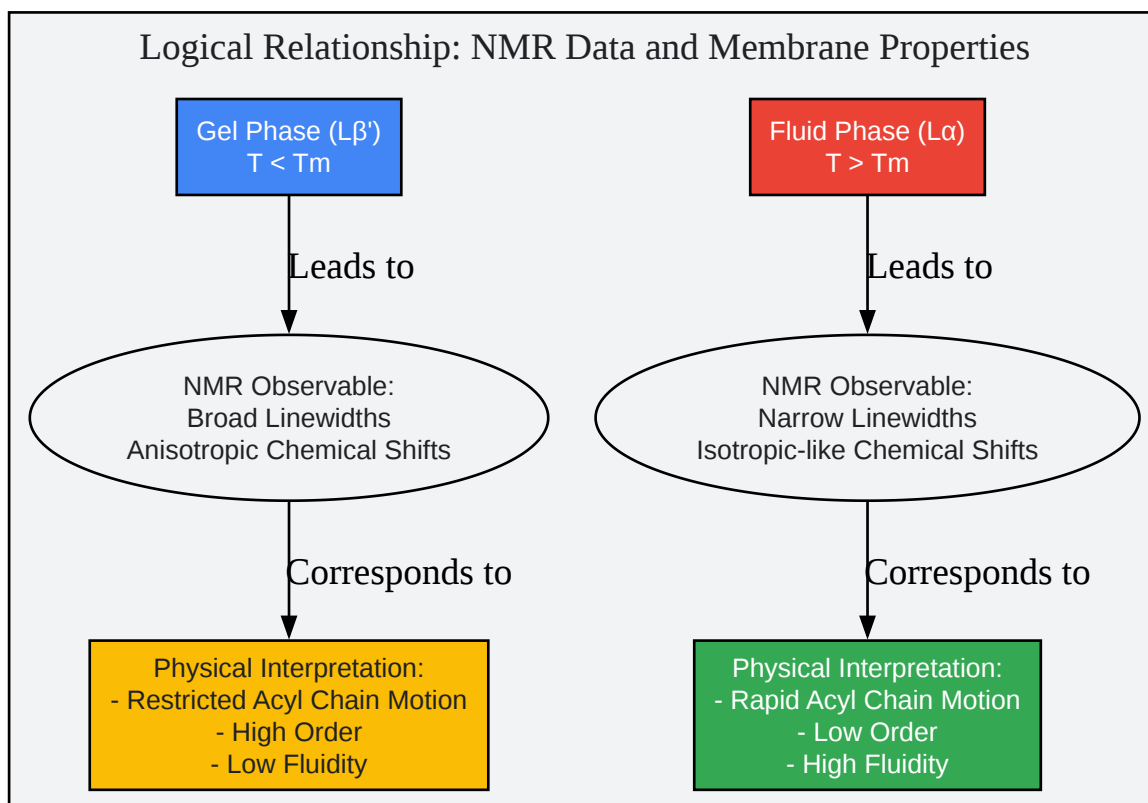 Logical Relationship: NMR Data and Membrane Properties
Gel Phase (Lβ')
T < Tm
Leads to
NMR Observable:
Broad Linewidths
Anisotropic Chemical Shifts
Corresponds to
Physical Interpretation:
- Restricted Acyl Chain Motion
- High Order
- Low Fluidity
Fluid Phase (Lα)
T > Tm
Leads to
NMR Observable:
Narrow Linewidths
Isotropic-like Chemical Shifts
Corresponds to
Physical Interpretation:
- Rapid Acyl Chain Motion
- Low Order
- High Fluidity